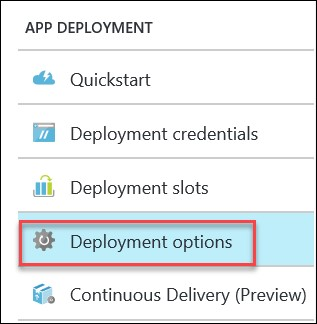 APP DEPLOYMENT
Quickstart
Deployment credentials
Deployment slots
Deployment options
Continuous Delivery (Preview)